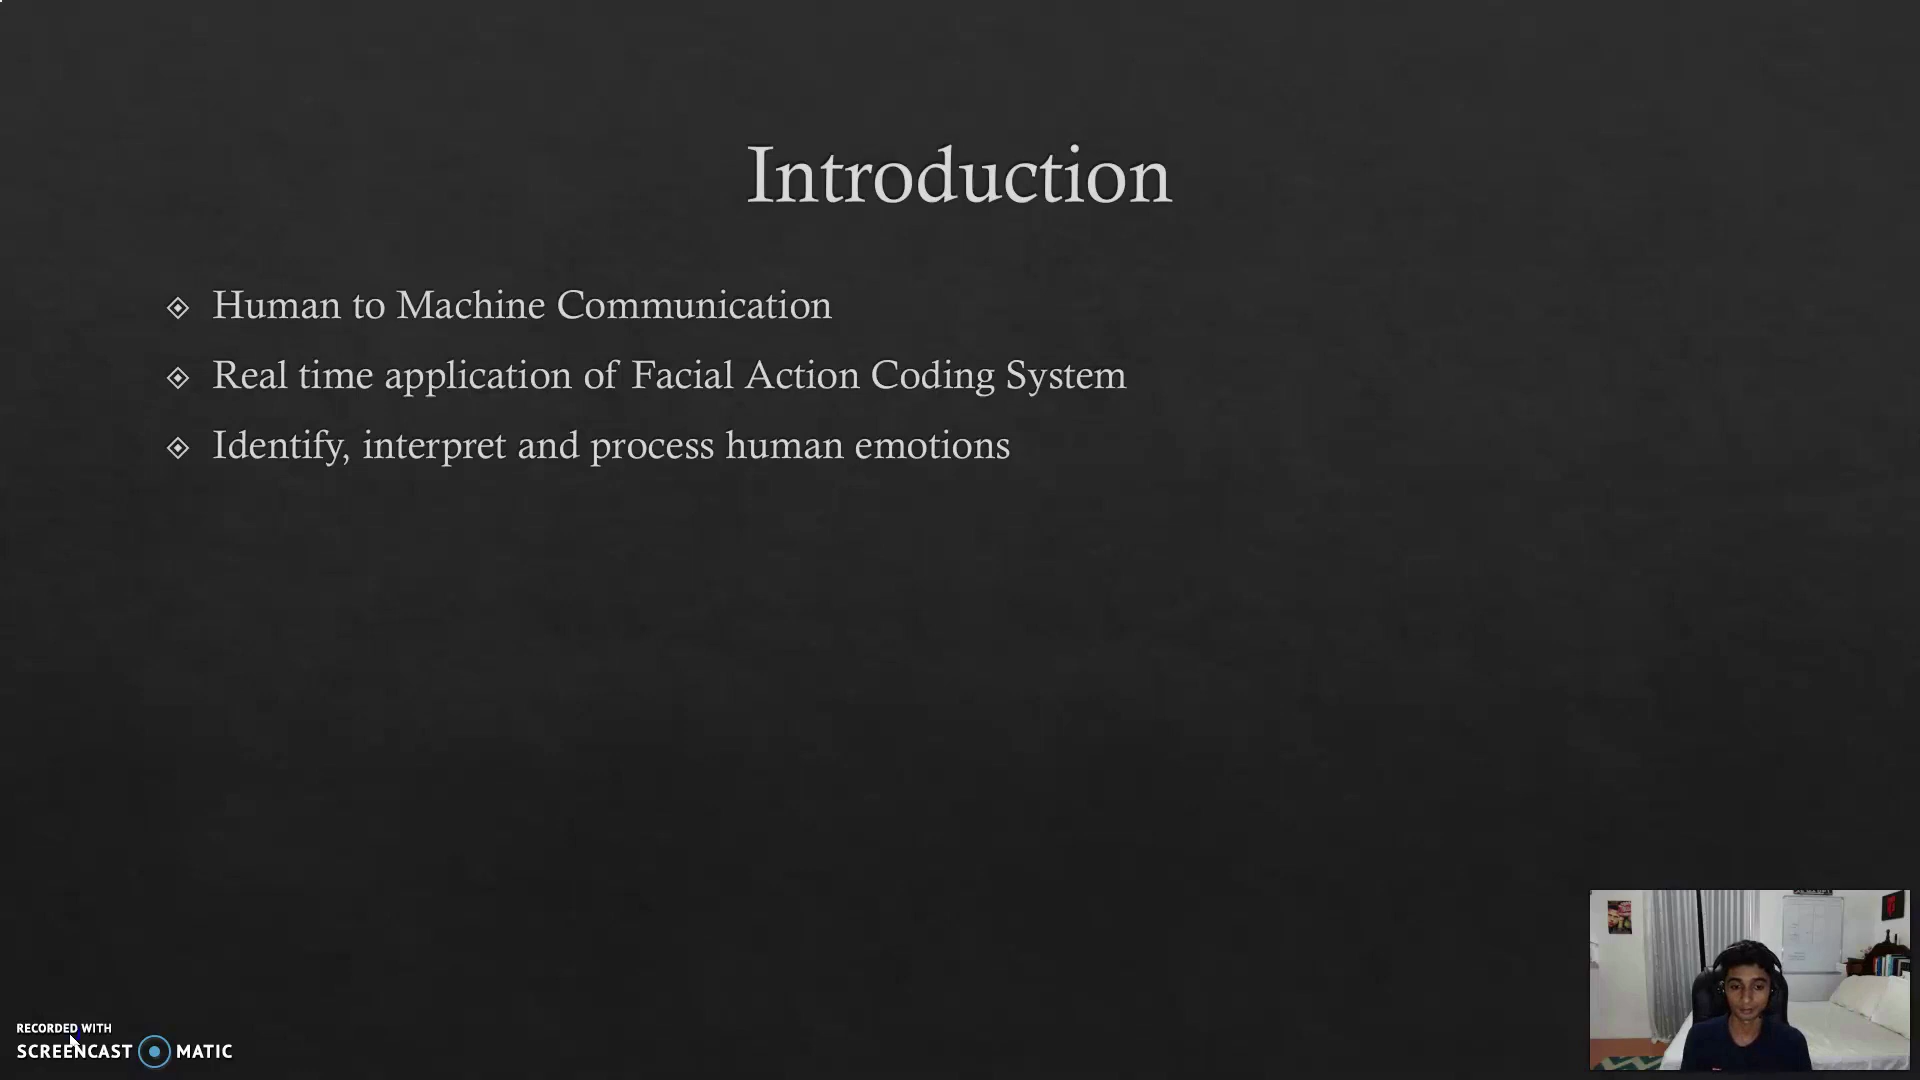 Introduction
Human to Machine Communication
Real time application of Facial Action Coding System
Identify, interpret and process human emotions
RECORDED WITH
SCREENCAST MATIC